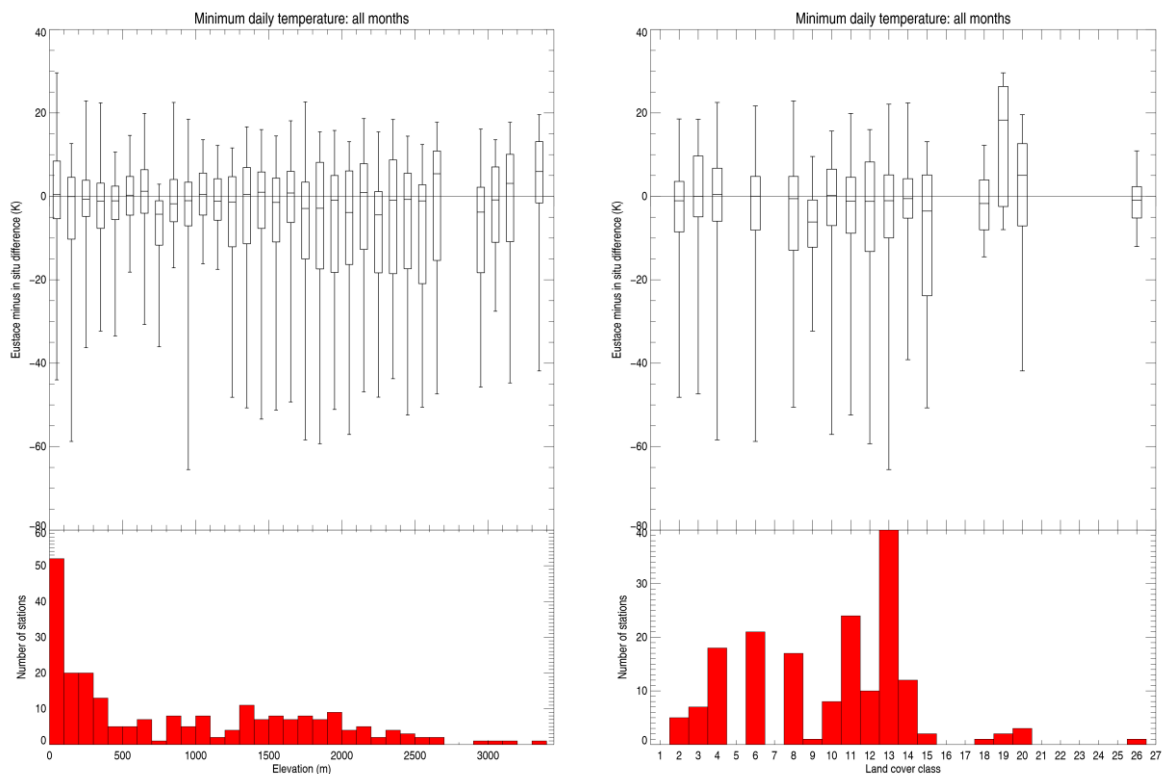 Minimum daily temperature: all months
40
20
0
−20
−40
−60
−80
Eustace minus in situ difference (K)
60
50
40
30
20
10
0
Number of stations
0 500 1000 1500 2000 2500 3000
Elevation (m)
Minimum daily temperature: all months
40
20
0
−20
−40
−60
−80
Eustace minus in situ difference (K)
40
30
20
10
0
Number of stations
1 2 3 4 5 6 7 8 9 10 11 12 13 14 15 16 17 18 19 20 21 22 23 24 25 26 27
Land cover class